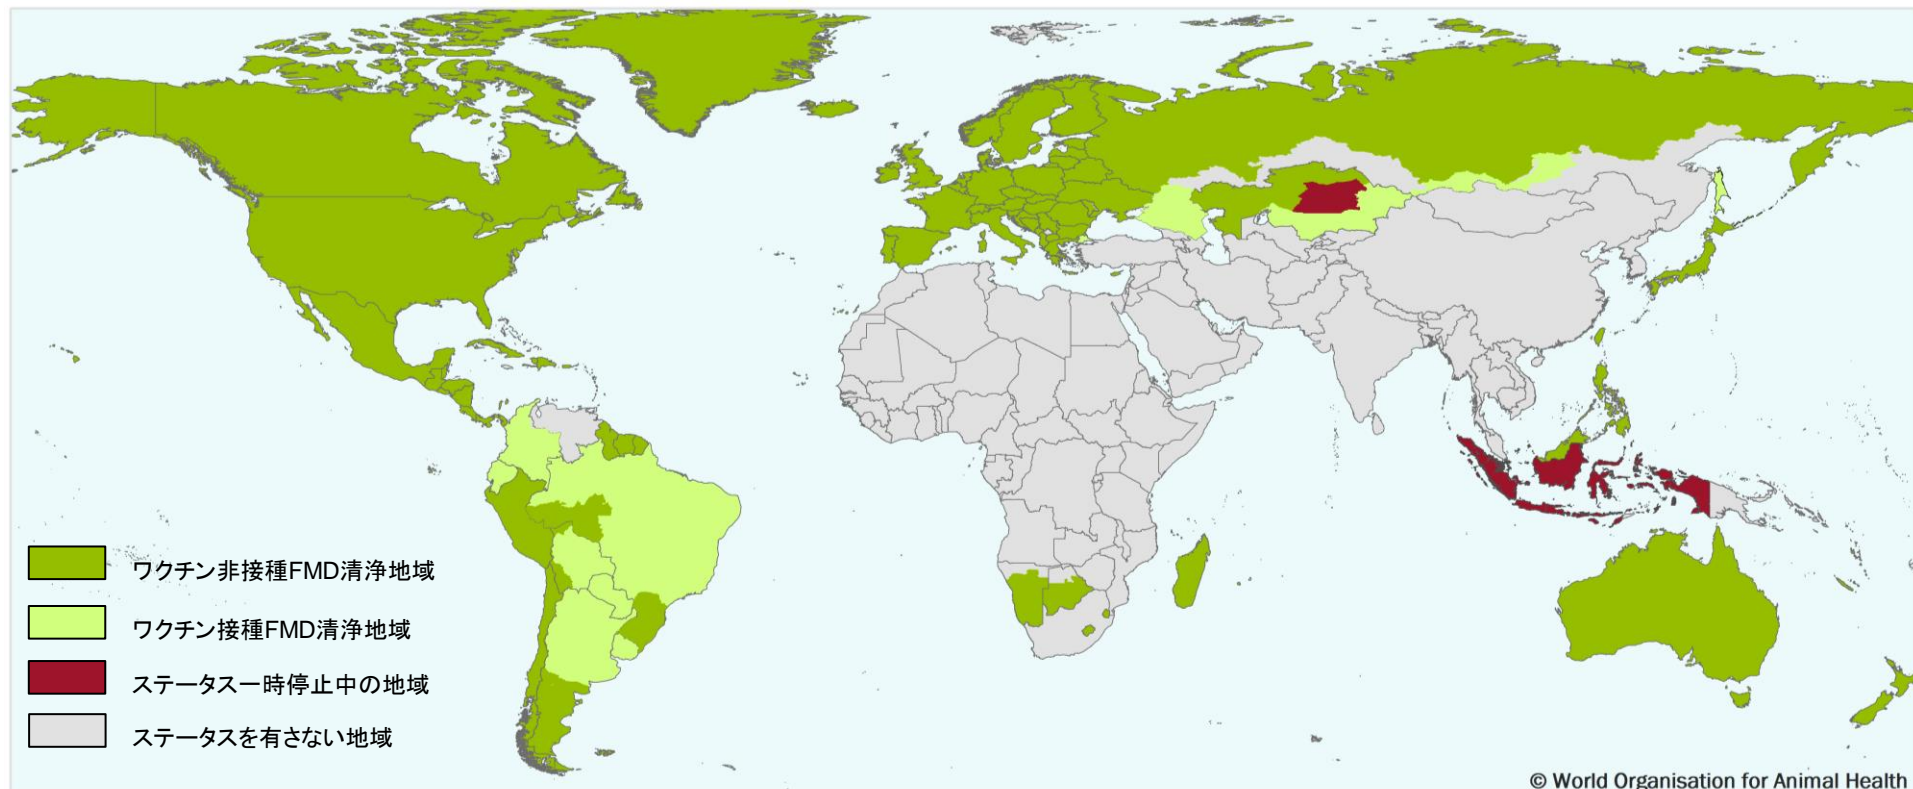 ワクチン非接種FMD清浄地域
ワクチン接種FMD清浄地域
ステータス一時停止中の地域
ステータスを有さない地域
© World Organisation for Animal Health